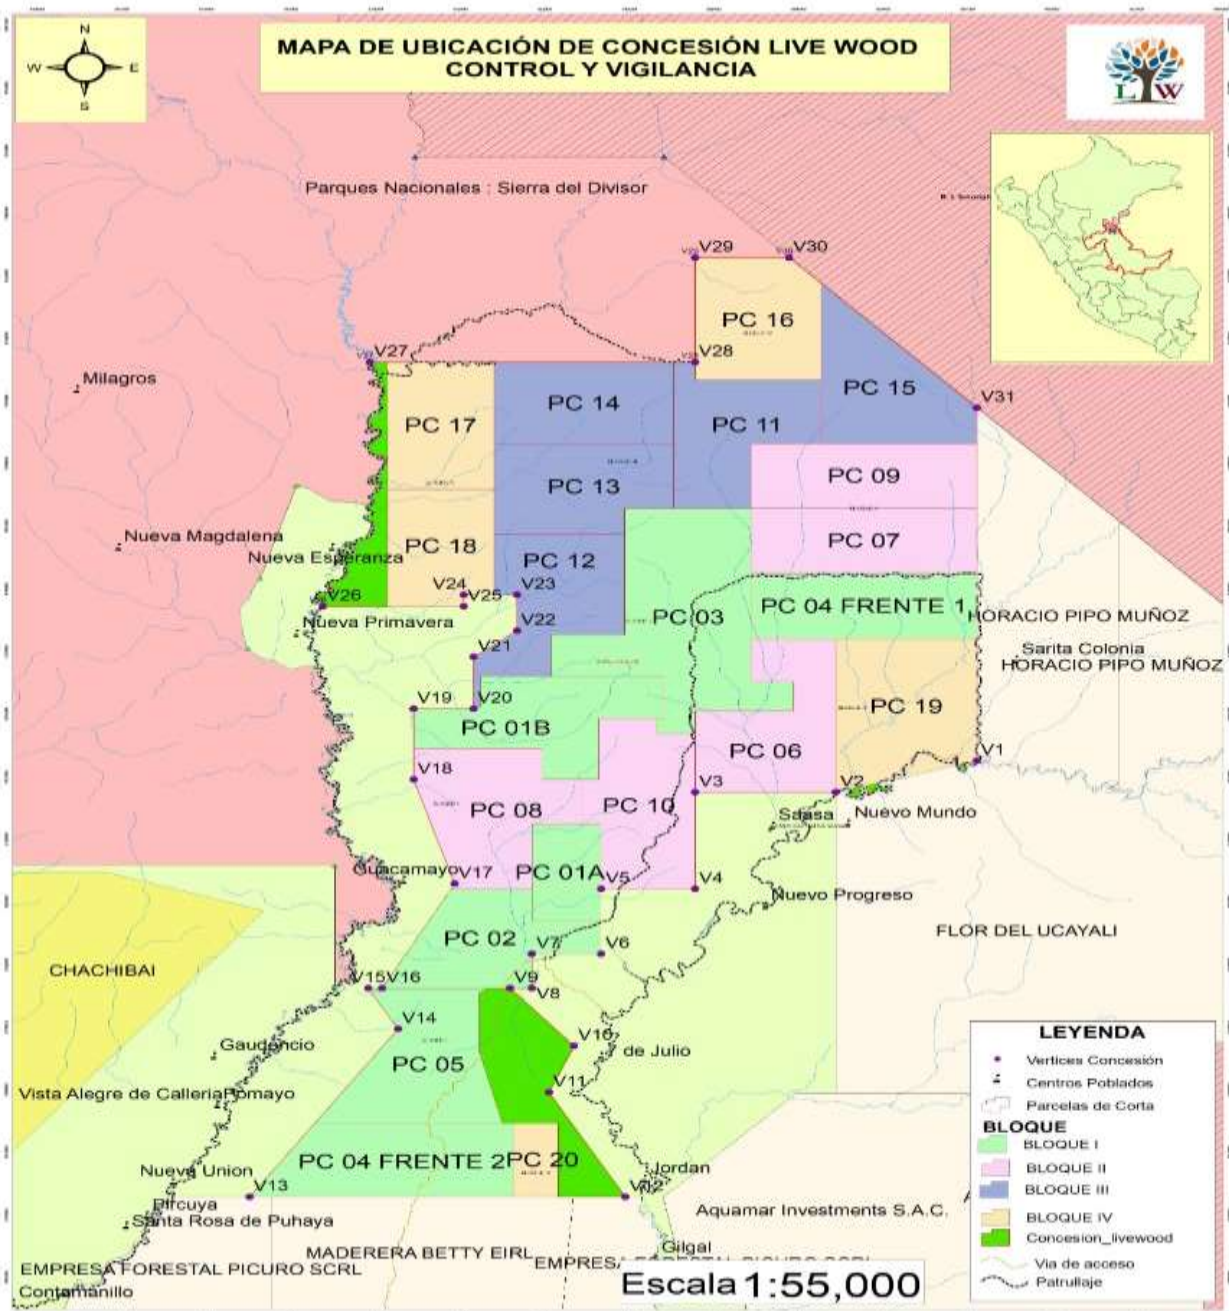 MAPA DE UBICACIÓN DE CONCESIÓN LIVE WOOD
CONTROL Y VIGILANCIA
N
W E
S
L W
Parques Nacionales : Sierra del Divisor
V29
V30
PC 16
V27
V28
Milagros
PC 17
PC 14
PC 11
PC 15
V31
PC 13
PC 09
Nueva Magdalena
Nueva Esperanza
PC 18
PC 12
PC 07
V24
V23
V26
V25
Nueva Primavera
V22
PC 03
PC 04 FRENTE 1
HORACIO PIPO MUÑOZ
V21
Sarita Colonia
HORACIO PIPO MUÑOZ
V19
V20
PC 01B
PC 19
V18
PC 06
V1
V3
V2
PC 08
PC 10
Saasa
Nuevo Mundo
Guacamayo
V17
PC 01A
V5
V4
Nuevo Progreso
PC 02
V7
V6
FLOR DEL UCAYALI
CHACHIBAI
V15
V16
V9
V8
V14
V10
Gaudencio
PC 05
de Julio
V11
Vista Alegre de Calleria
Pomayo
Nueva Union
PC 04 FRENTE 2
PC 20
Jordan
V13
V12
Pircuya
Santa Rosa de Puhaya
Aquamar Investments S.A.C.
MADERERA BETTY EIRL
Gilgal
EMPRESA FORESTAL PICURO SCRL
EMPRESA FORESTAL PICURO SCRL
Contamanillo
Escala 1:55,000
LEYENDA
Vertices Concesión
Centros Poblados
Parcelas de Corta
BLOQUE
BLOQUE I
BLOQUE II
BLOQUE III
BLOQUE IV
Concesion_livewood
Via de acceso
Patrullaje